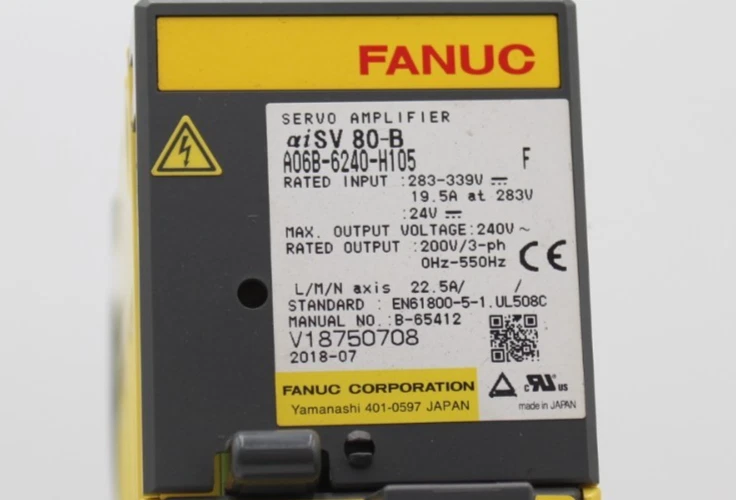 FANUC
SERVO AMPLIFIER
αiSV 80-B
A06B-6240-H105 F
RATED INPUT :283-339V ⎓
19.5A at 283V
:24V ⎓
MAX. OUTPUT VOLTAGE:240V ~
RATED OUTPUT :200V/3-ph
0Hz-550Hz
CE
L/M/N axis 22.5A/ /
STANDARD : EN61800-5-1.UL508C
MANUAL NO.:B-65412
V18750708
2018-07
FANUC CORPORATION
Yamanashi 401-0597 JAPAN
c RU us
made in JAPAN